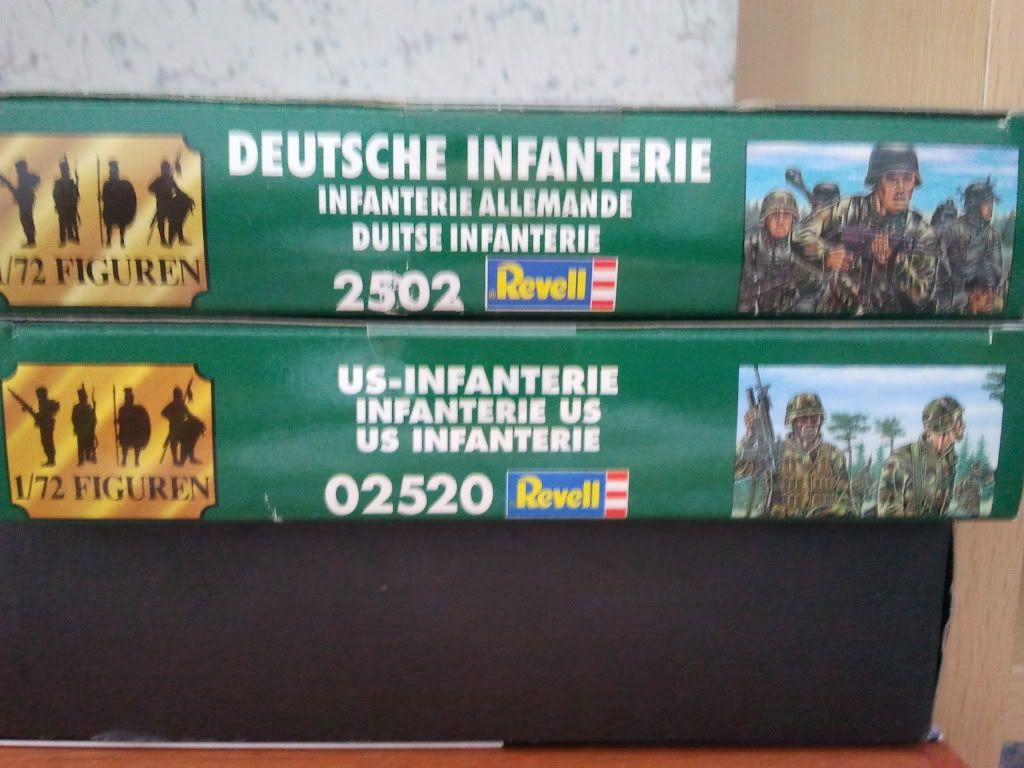 DEUTSCHE INFANTERIE
INFANTERIE ALLEMANDE
DUITSE INFANTERIE
1/72 FIGUREN
2502 Revell
US-INFANTERIE
INFANTERIE US
US INFANTERIE
1/72 FIGUREN
02520 Revell